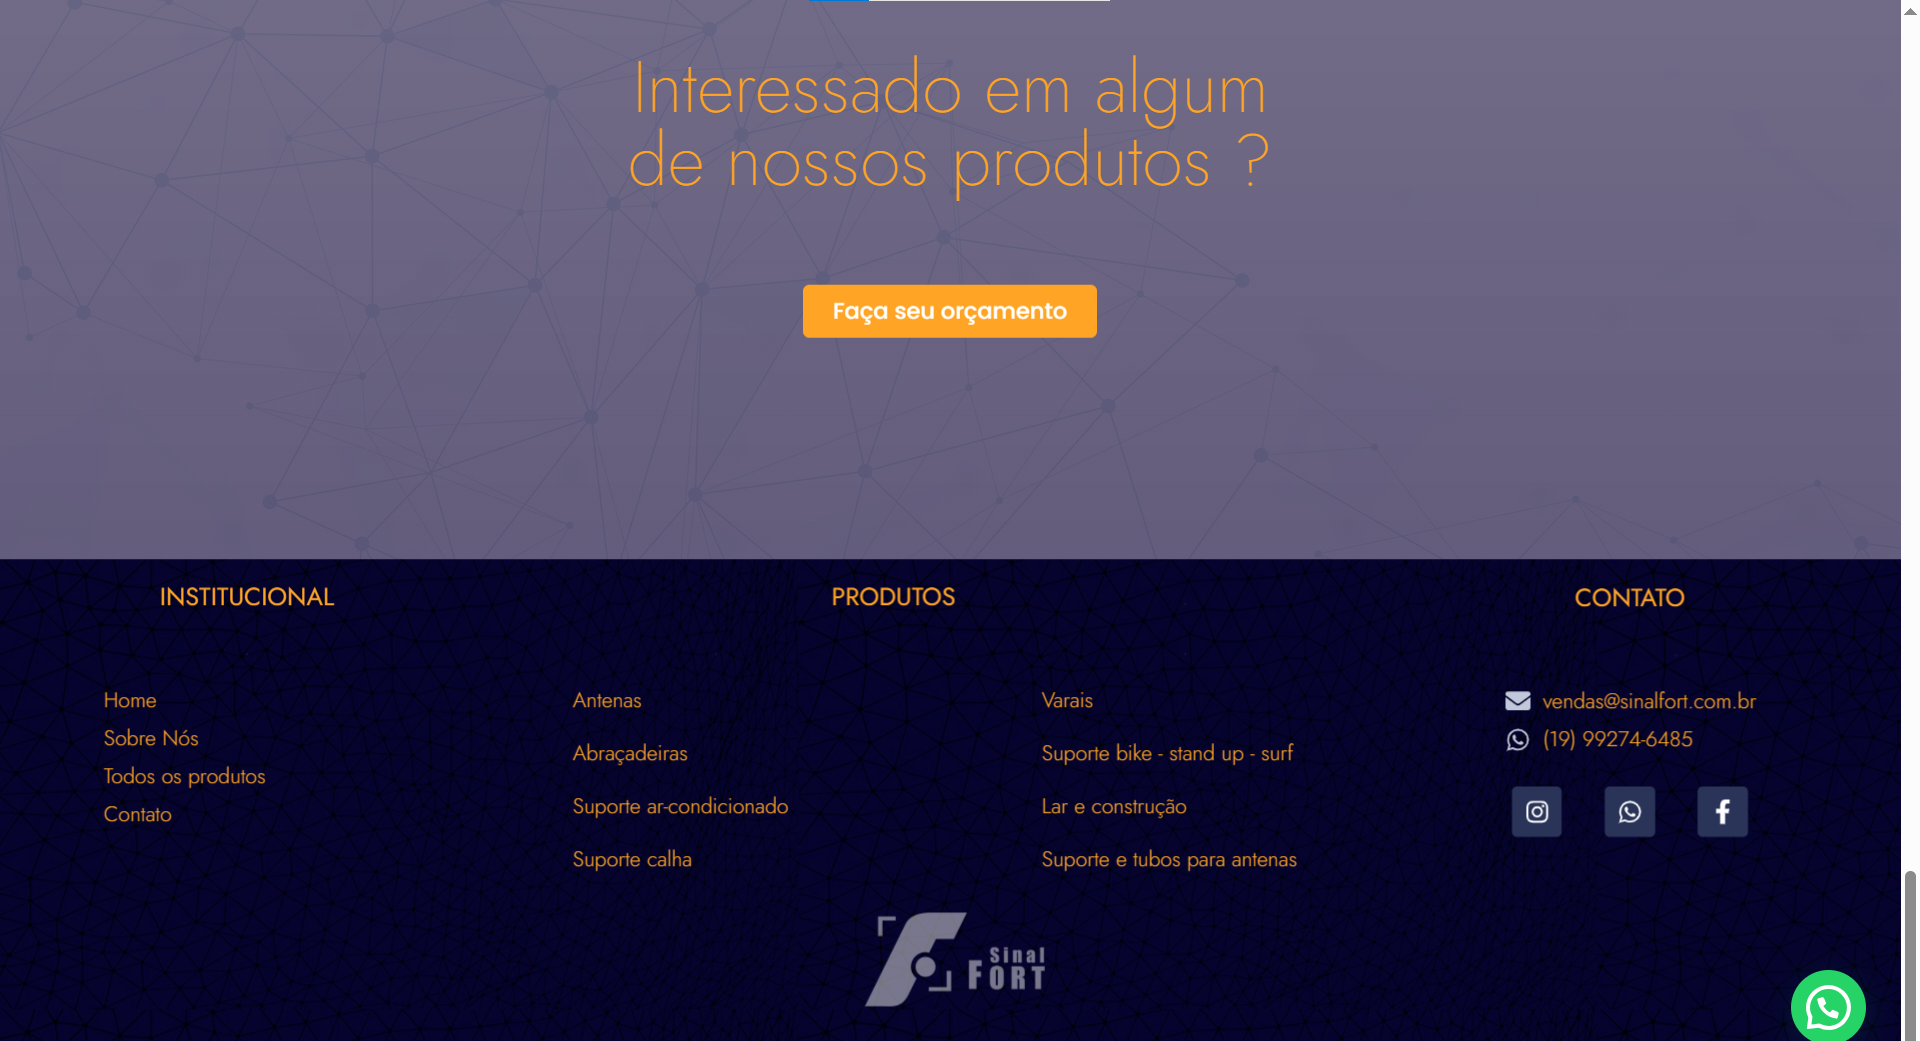 Interessado em algum
de nossos produtos ?
Faça seu orçamento
INSTITUCIONAL
Home
Sobre Nós
Todos os produtos
Contato
PRODUTOS
Antenas
Abraçadeiras
Suporte ar-condicionado
Suporte calha
Varais
Suporte bike - stand up - surf
Lar e construção
Suporte e tubos para antenas
CONTATO
vendas@sinalfort.com.br
(19) 99274-6485
Sinal
FORT